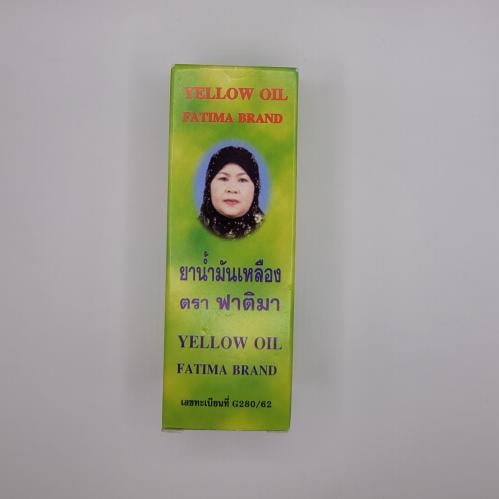 YELLOW OIL
FATIMA BRAND
ยาน้ำมันเหลือง
ตรา ฟาติมา
YELLOW OIL
FATIMA BRAND
เลขทะเบียนที่ G280/62